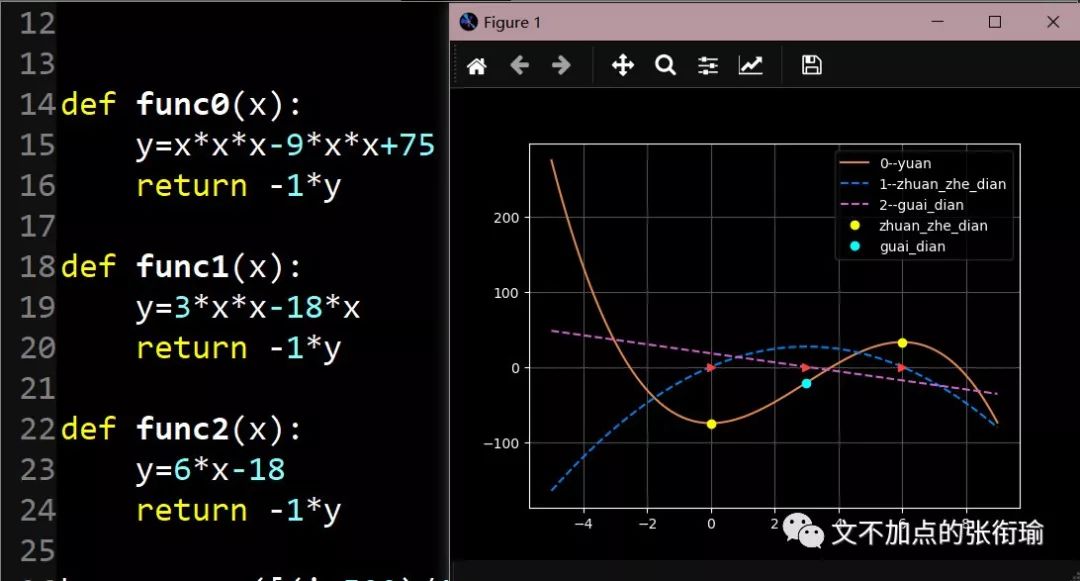 12
13
14 def func0(x):
15 y=x*x*x-9*x*x+75
16 return -1*y
17
18 def func1(x):
19 y=3*x*x-18*x
20 return -1*y
21
22 def func2(x):
23 y=6*x-18
24 return -1*y
25
Figure 1
0--yuan
1--zhuan_zhe_dian
2--guai_dian
zhuan_zhe_dian
guai_dian
200
100
0
−100
−4 −2 0 2
文不加点的张衔瑜